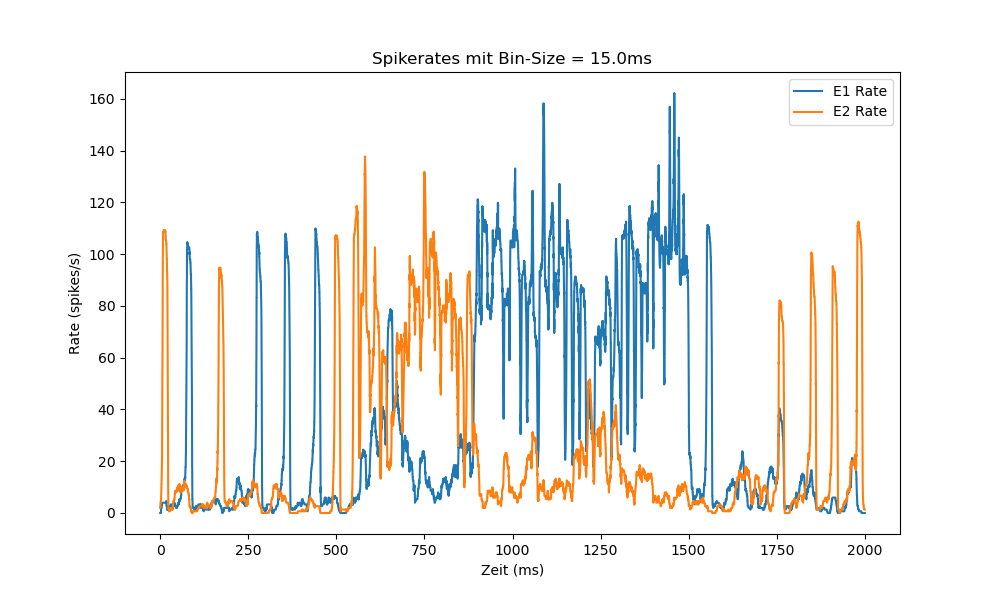 Spikerates mit Bin-Size = 15.0ms
E1 Rate
E2 Rate
Rate (spikes/s)
160
140
120
100
80
60
40
20
0
0 250 500 750 1000 1250 1500 1750 2000
Zeit (ms)